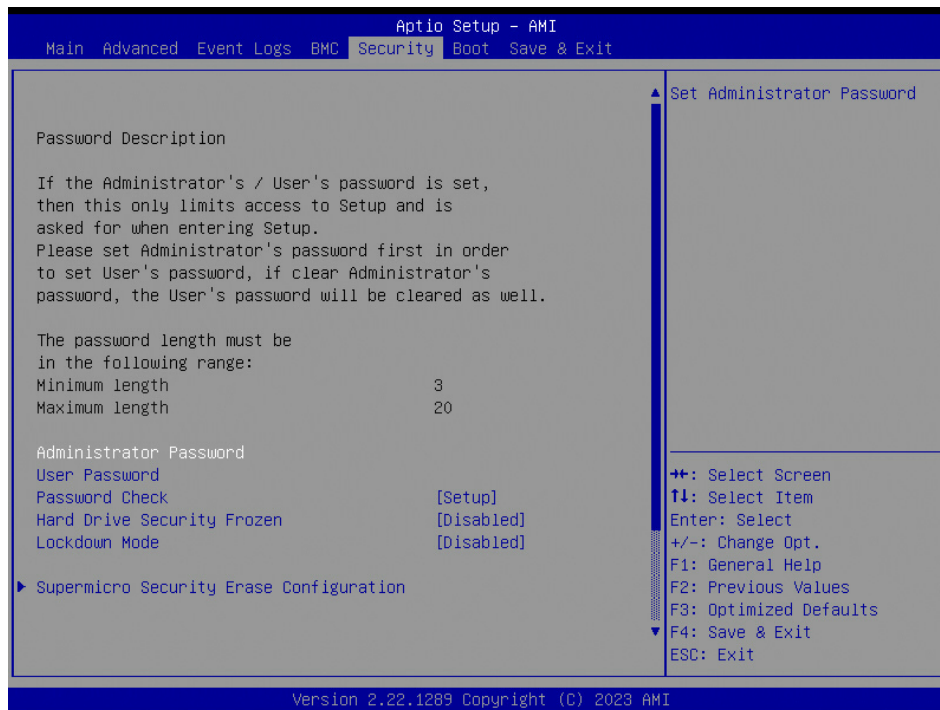 Aptio Setup – AMI
Main Advanced Event Logs BMC Security Boot Save & Exit
Set Administrator Password
Password Description
If the Administrator's / User's password is set,
then this only limits access to Setup and is
asked for when entering Setup.
Please set Administrator's password first in order
to set User's password, if clear Administrator's
password, the User's password will be cleared as well.
The password length must be
in the following range:
Minimum length 3
Maximum length 20
Administrator Password
User Password
Password Check [Setup]
Hard Drive Security Frozen [Disabled]
Lockdown Mode [Disabled]
Supermicro Security Erase Configuration
→←: Select Screen
↑↓: Select Item
Enter: Select
+/-: Change Opt.
F1: General Help
F2: Previous Values
F3: Optimized Defaults
F4: Save & Exit
ESC: Exit
Version 2.22.1289 Copyright (C) 2023 AMI